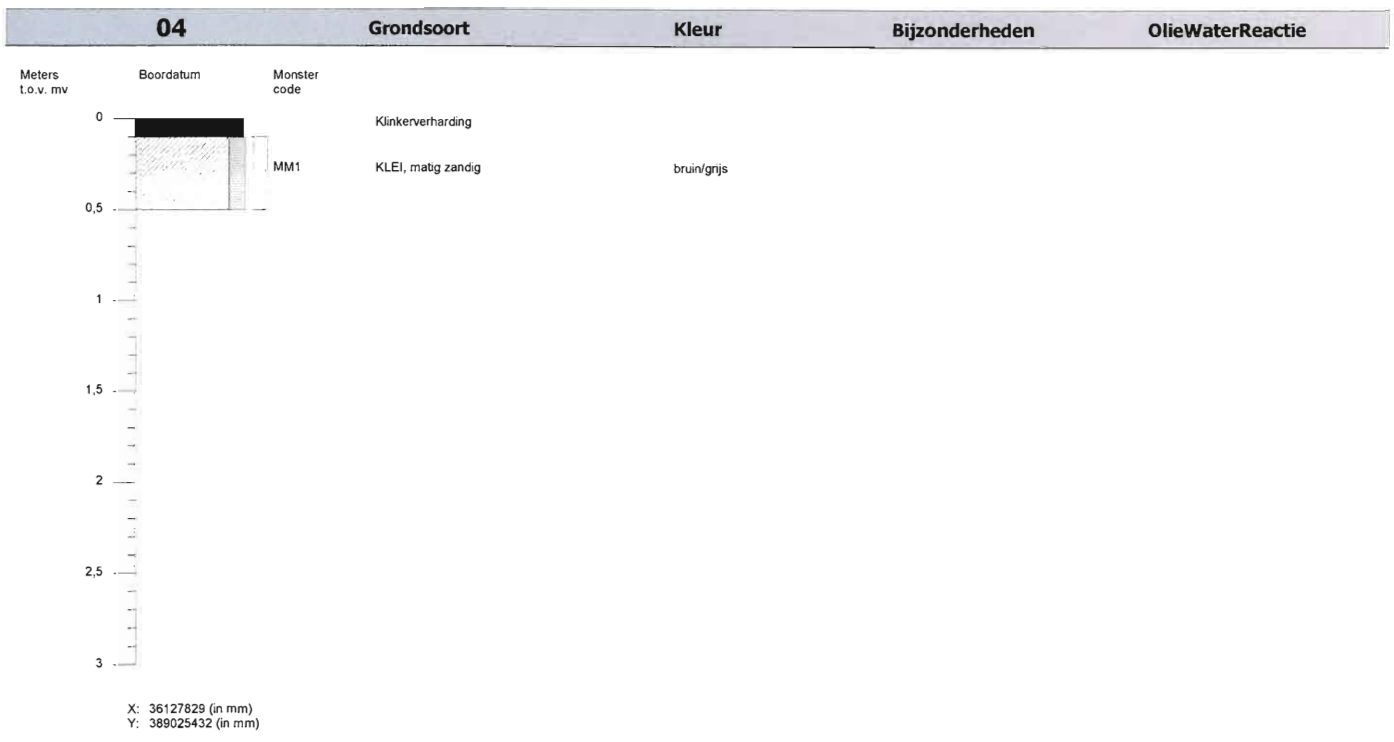 04 Grondsoort Kleur Bijzonderheden OlieWaterReactie
Meters t.o.v. mv Boordatum Monster code
0 Klinkerverharding
MM1 KLEI, matig zandig bruin/grijs
0,5
1
1,5
2
2,5
3
X: 36127829 (in mm)
Y: 389025432 (in mm)